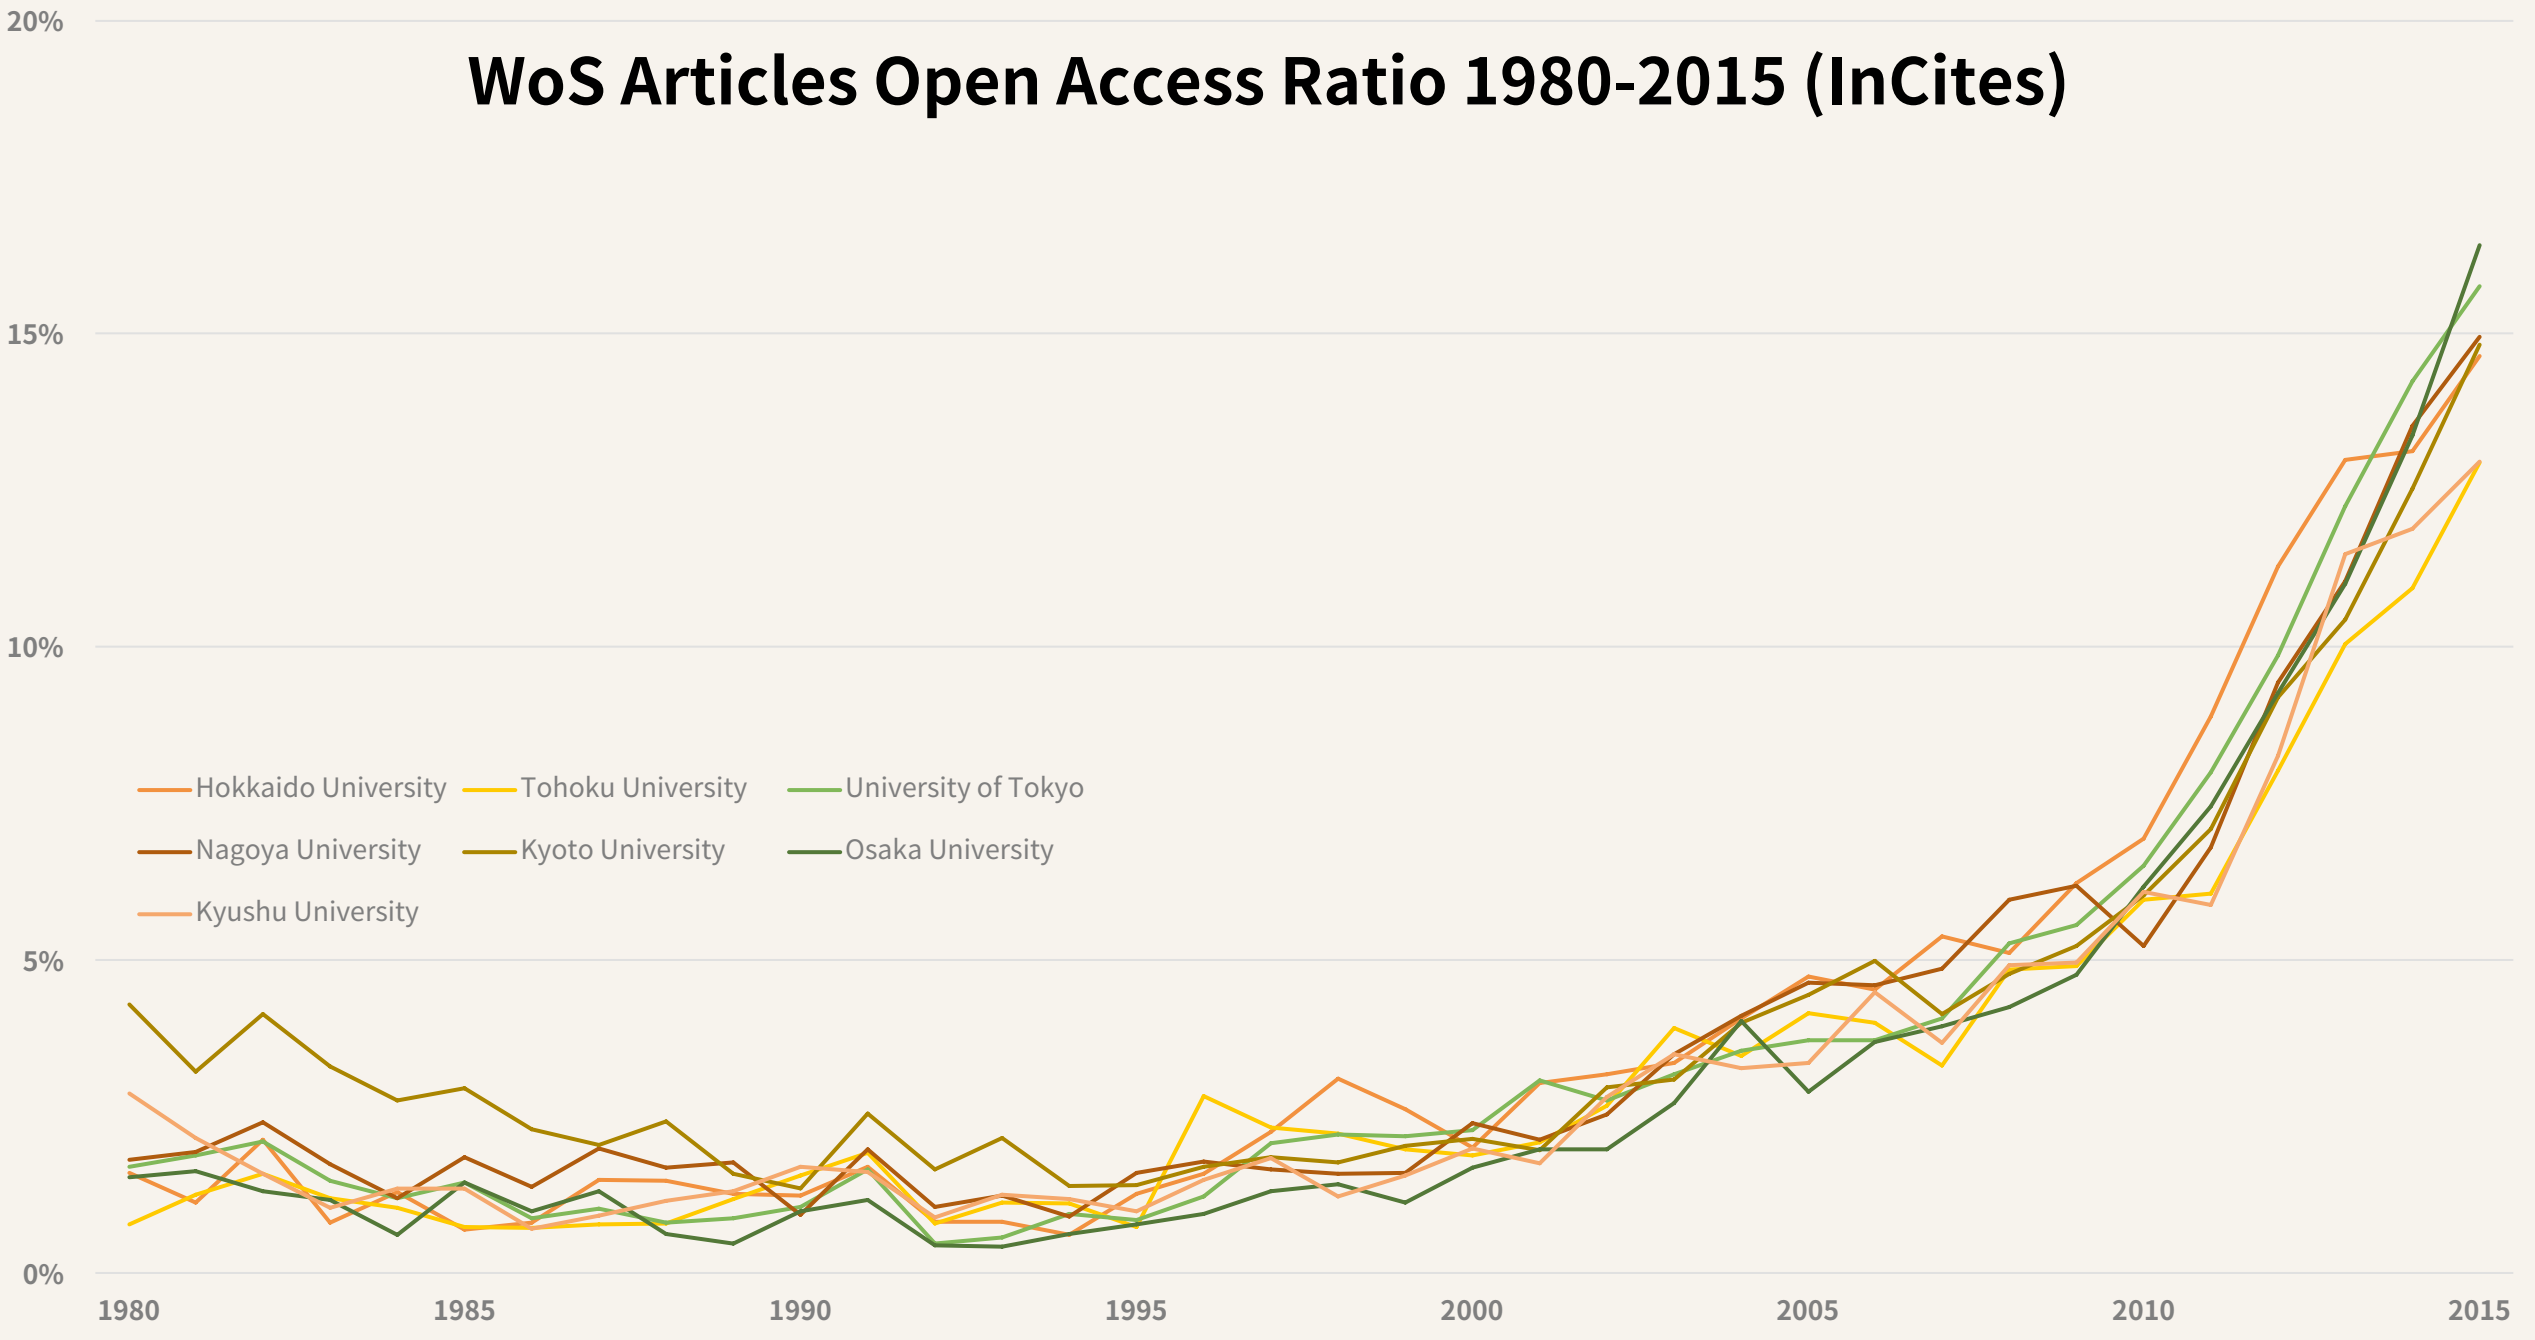 WoS Articles Open Access Ratio 1980-2015 (InCites)
20%
15%
10%
5%
0%
Hokkaido University
Tohoku University
University of Tokyo
Nagoya University
Kyoto University
Osaka University
Kyushu University
1980 1985 1990 1995 2000 2005 2010 2015